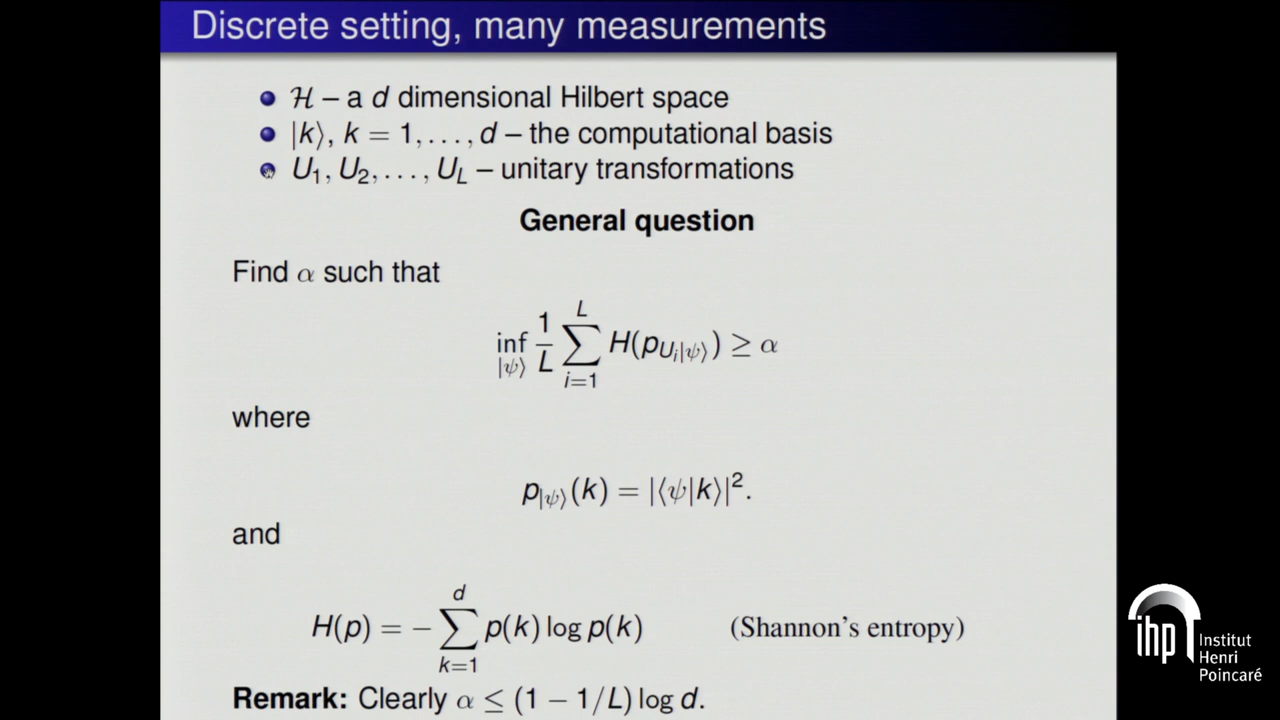 Discrete setting, many measurements
ℋ – a d dimensional Hilbert space
|k⟩, k = 1, . . . , d – the computational basis
U₁, U₂, . . . , U_L – unitary transformations
General question
Find α such that
inf_{|ψ⟩} 1/L ∑_{i=1}^{L} H(p_{U_i|ψ⟩}) ≥ α
where
p_{|ψ⟩}(k) = |⟨ψ|k⟩|².
and
H(p) = − ∑_{k=1}^{d} p(k) log p(k) (Shannon's entropy)
Remark: Clearly α ≤ (1 − 1/L) log d.
ihp Institut
Henri
Poincaré